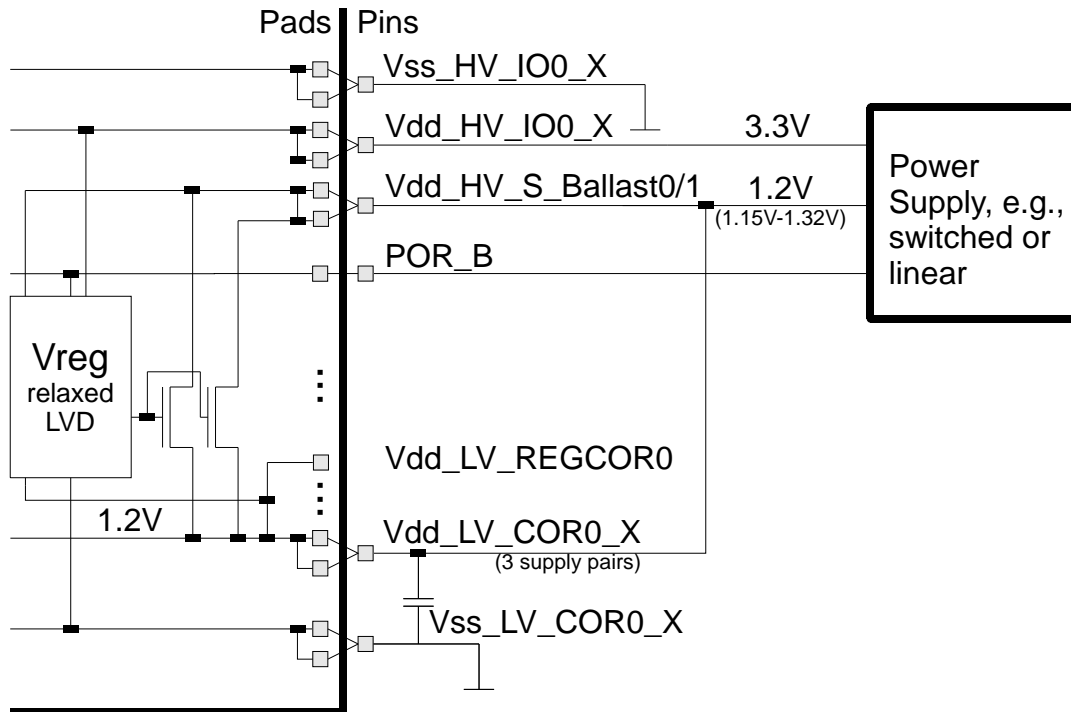 Pads Pins
Vss_HV_IO0_X
Vdd_HV_IO0_X
3.3V
Vdd_HV_S_Ballast0/1
1.2V
(1.15V-1.32V)
Power
Supply, e.g.,
switched or
linear
POR_B
Vreg
relaxed
LVD
Vdd_LV_REGCOR0
1.2V
Vdd_LV_COR0_X
(3 supply pairs)
Vss_LV_COR0_X